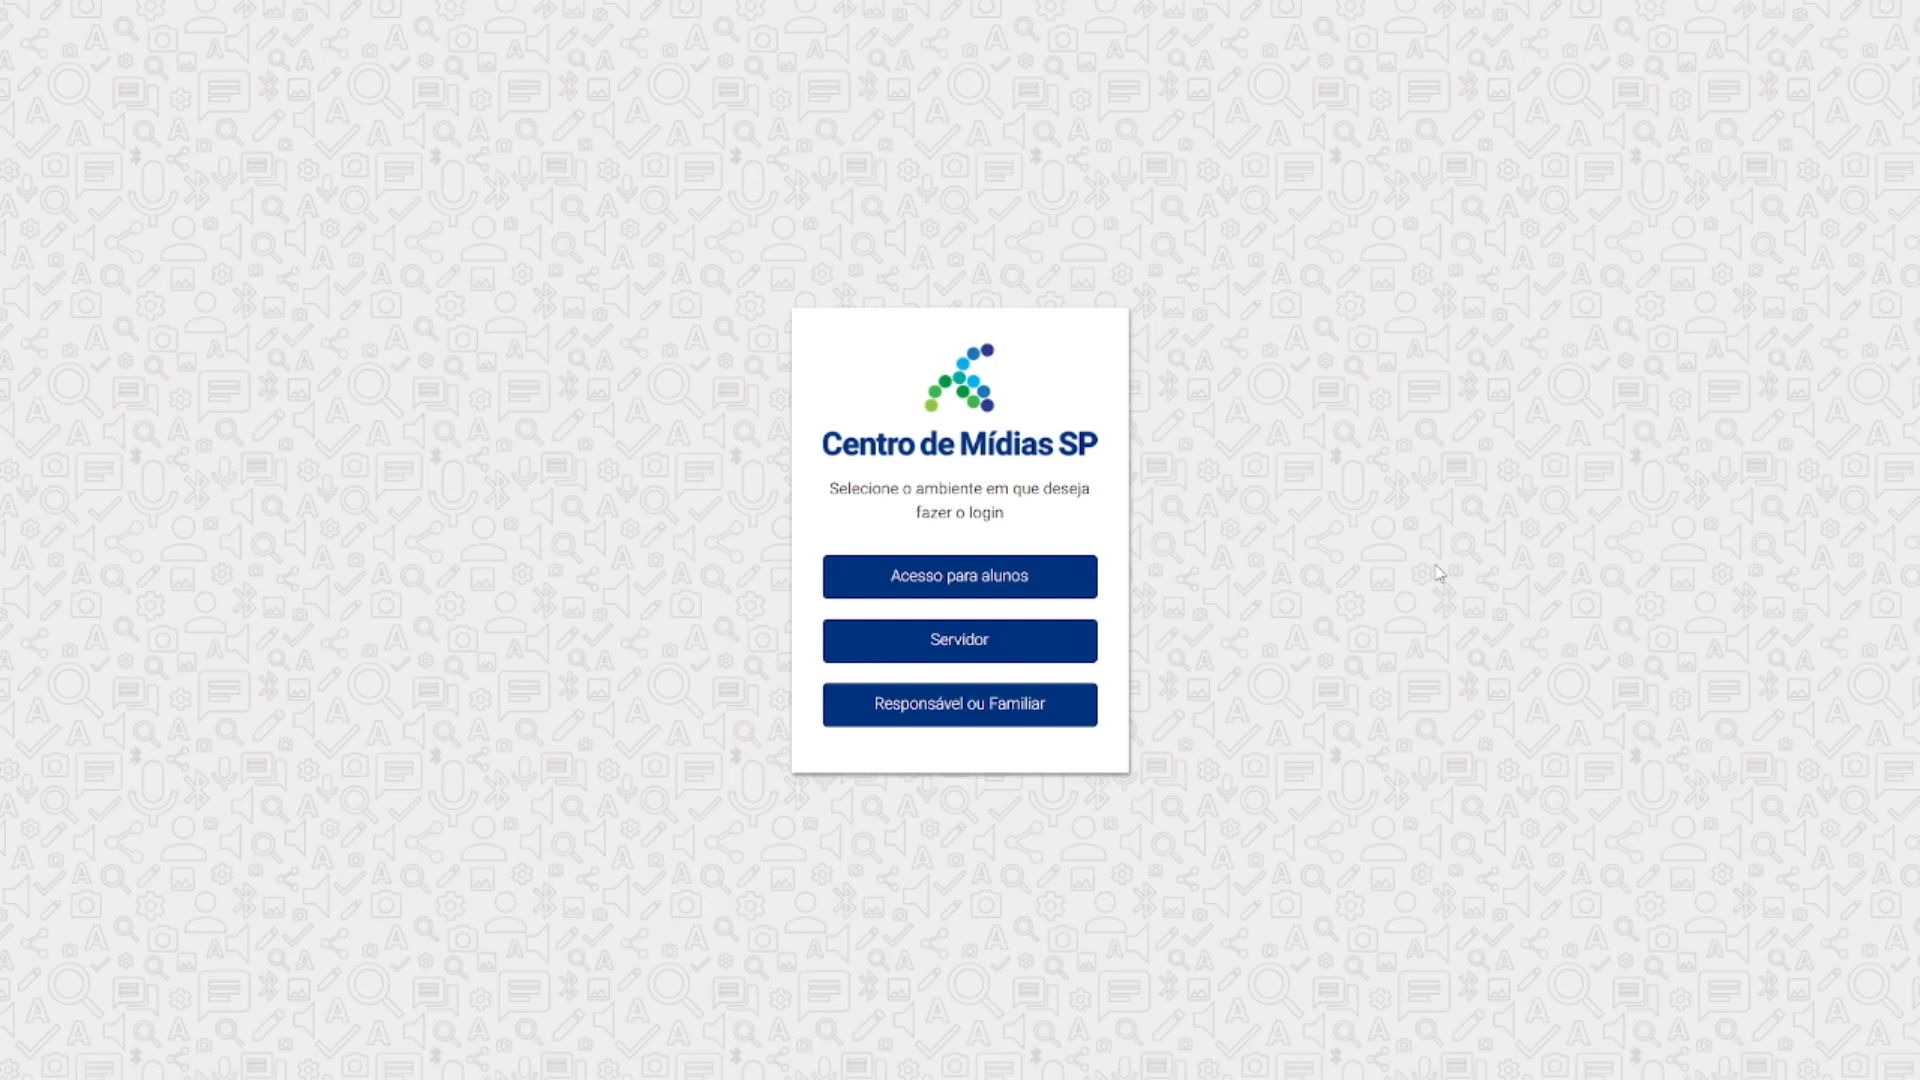 Centro de Mídias SP
Selecione o ambiente em que deseja
fazer o login
Acesso para alunos
Servidor
Responsável ou Familiar